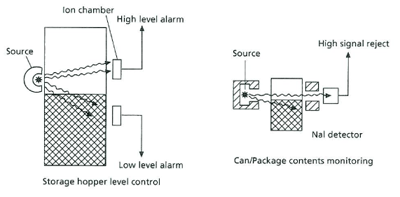 Ion chamber
High level alarm
Source
Low level alarm
Storage hopper level control
High signal reject
Source
NaI detector
Can/Package contents monitoring